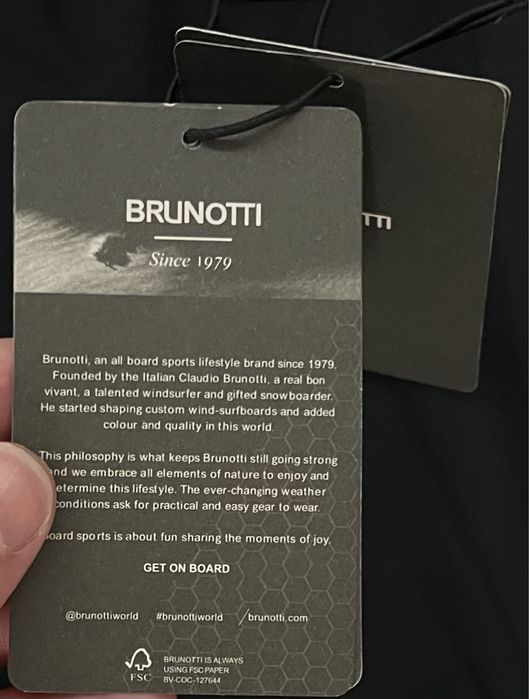 BRUNOTTI
Since 1979
TTI
Brunotti, an all board sports lifestyle brand since 1979.
Founded by the Italian Claudio Brunotti, a real bon
vivant, a talented windsurfer and gifted snowboarder.
He started shaping custom wind-surfboards and added
colour and quality in this world.
This philosophy is what keeps Brunotti still going strong
and we embrace all elements of nature to enjoy and
determine this lifestyle. The ever-changing weather
conditions ask for practical and easy gear to wear.
Board sports is about fun sharing the moments of joy.
GET ON BOARD
@brunottiworld #brunottiworld /brunotti.com
FSC
BRUNOTTI IS ALWAYS
USING FSC PAPER
BV-COC-127644